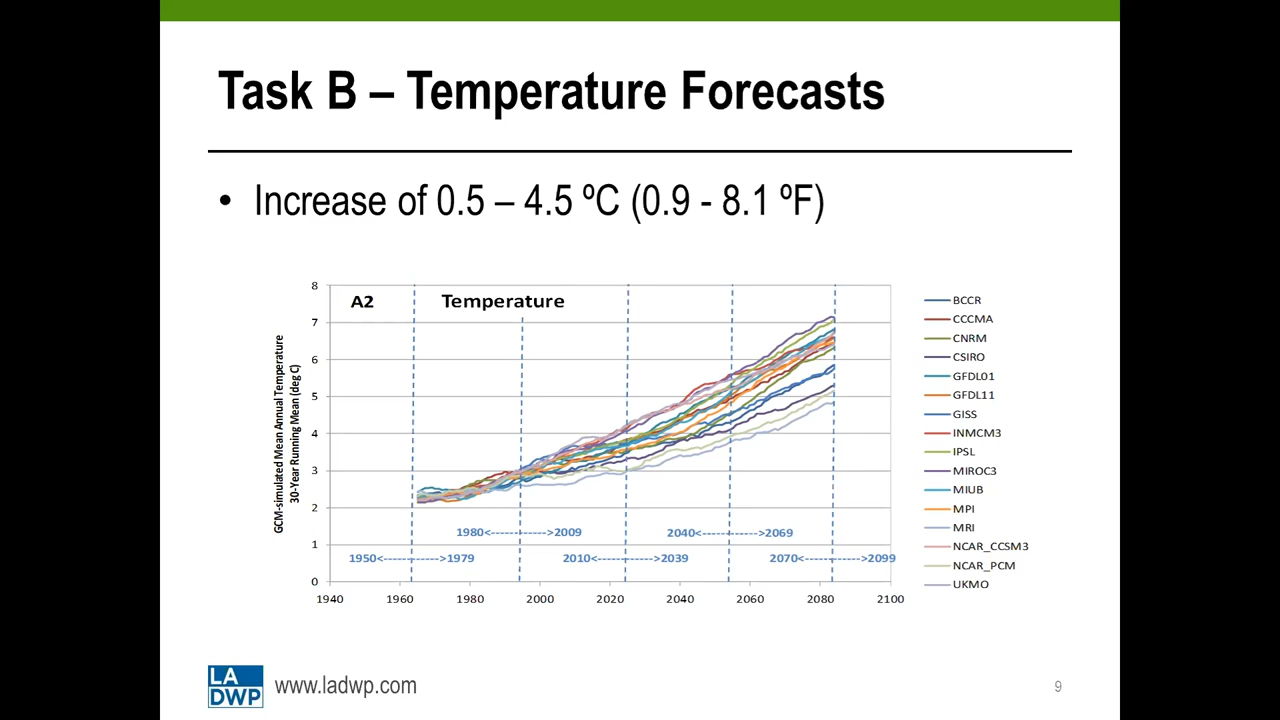 Task B – Temperature Forecasts
• Increase of 0.5 – 4.5 ºC (0.9 - 8.1 ºF)
GCM-simulated Mean Annual Temperature
30-Year Running Mean (deg C)
8
7
6
5
4
3
2
1
0
A2
Temperature
1980<----------->2009
2040<----------->2069
1950<----------->1979
2010<----------->2039
2070<----------->2099
1940
1960
1980
2000
2020
2040
2060
2080
2100
BCCR
CCCMA
CNRM
CSIRO
GFDL01
GFDL11
GISS
INMCM3
IPSL
MIROC3
MIUB
MPI
MRI
NCAR_CCSM3
NCAR_PCM
UKMO
LA
DWP
www.ladwp.com
9